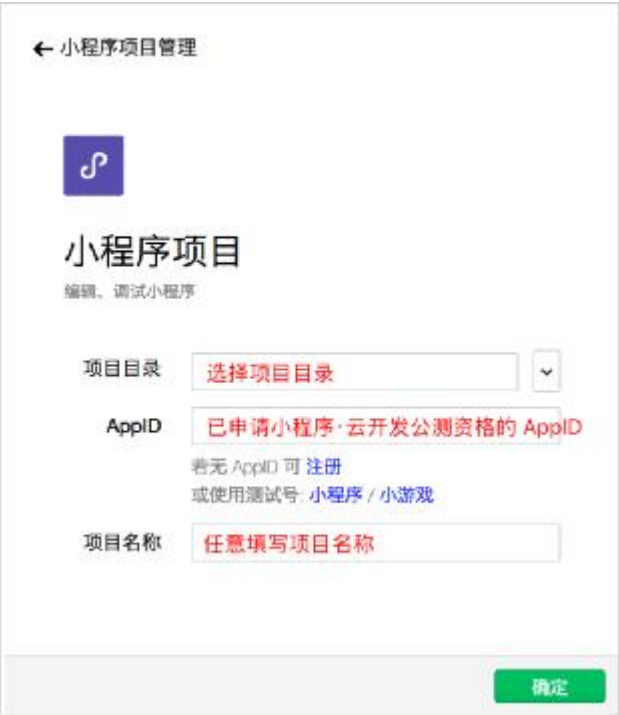 ← 小程序项目管理
小程序项目
编辑、调试小程序
项目目录 选择项目目录
AppID 已申请小程序·云开发公测资格的 AppID
若无 AppID 可 注册
或使用测试号: 小程序 / 小游戏
项目名称 任意填写项目名称
确定